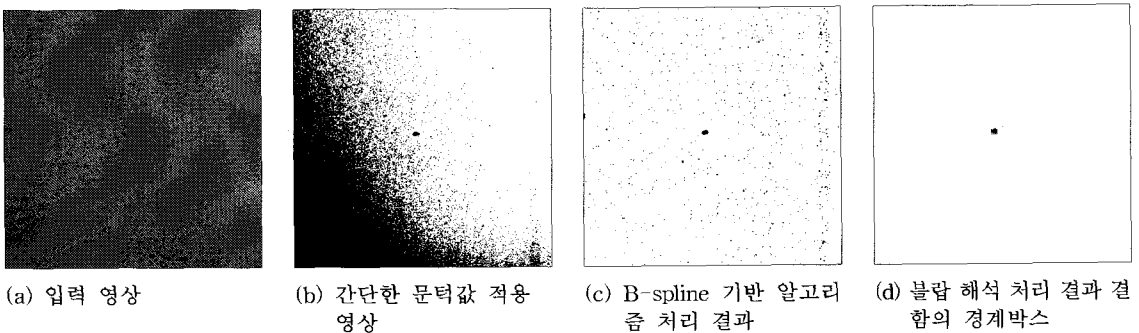 (a) 입력 영상
(b) 간단한 문턱값 적용
영상
(c) B-spline 기반 알고리
즘 처리 결과
(d) 블랍 해석 처리 결과 결
함의 경계박스